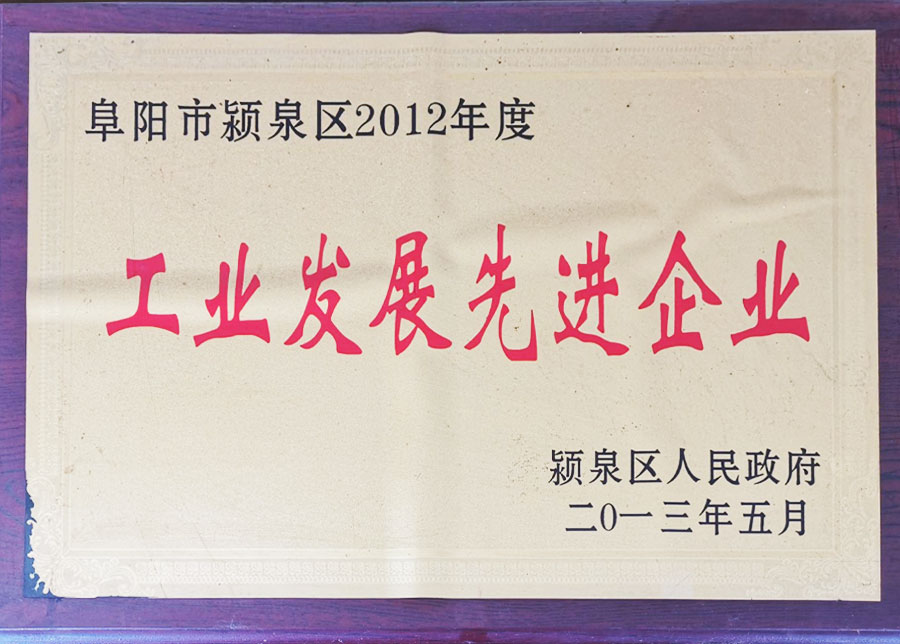 阜阳市颍泉区2012年度
工业发展先进企业
颍泉区人民政府
二0一三年五月